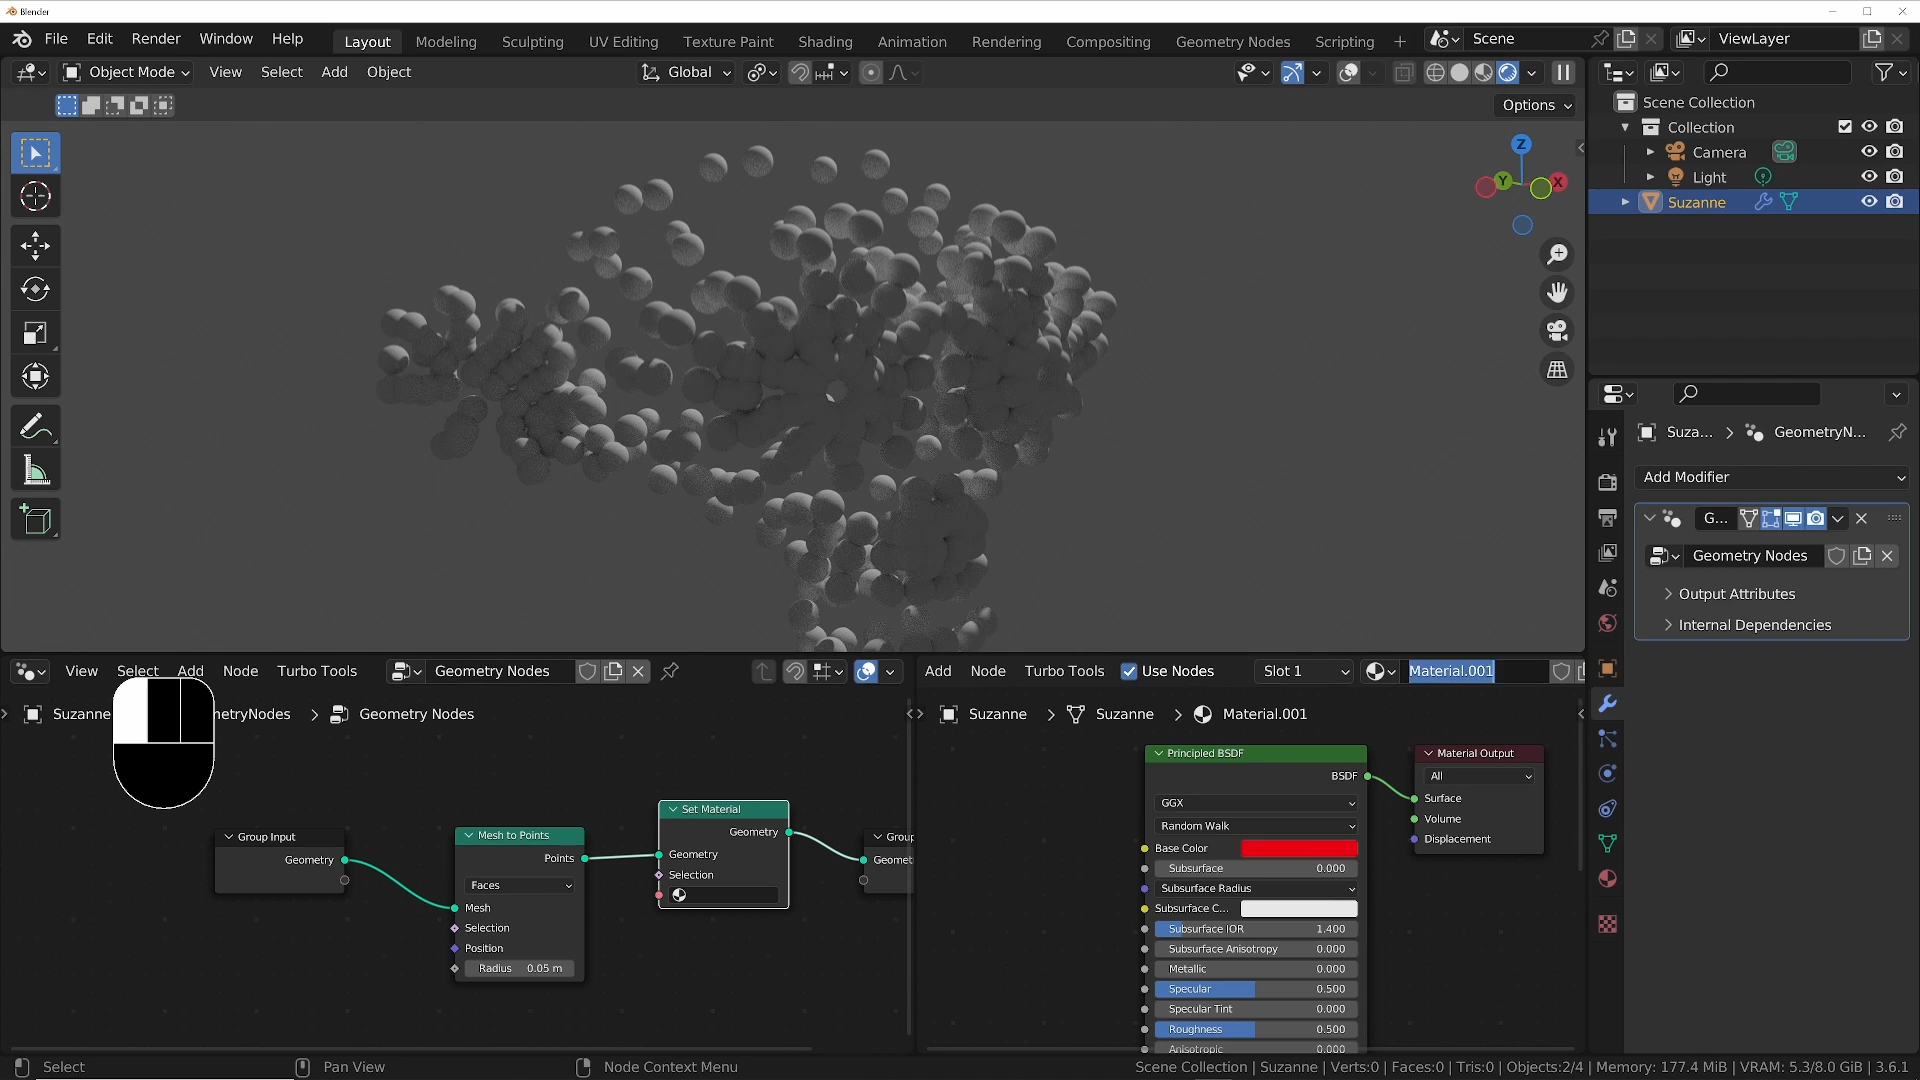 Blender
File Edit Render Window Help Layout Modeling Sculpting UV Editing Texture Paint Shading Animation Rendering Compositing Geometry Nodes Scripting + Scene ViewLayer
Object Mode View Select Add Object Global
Options
Z
Y X
Scene Collection
Collection
Camera
Light
Suzanne
Suza... > GeometryN...
Add Modifier
G...
Geometry Nodes
Output Attributes
Internal Dependencies
View Select Add Node Turbo Tools Geometry Nodes
Suzanne metryNodes > Geometry Nodes
Group Input
Geometry
Mesh to Points
Points
Faces
Mesh
Selection
Position
Radius 0.05 m
Set Material
Geometry
Geometry
Selection
Group
Geomet
Add Node Turbo Tools Use Nodes Slot 1 Material.001
Suzanne > Suzanne > Material.001
Principled BSDF
BSDF
GGX
Random Walk
Base Color
Subsurface 0.000
Subsurface Radius
Subsurface C...
Subsurface IOR 1.400
Subsurface Anisotropy 0.000
Metallic 0.000
Specular 0.500
Specular Tint 0.000
Roughness 0.500
Anisotropic 0.000
Material Output
All
Surface
Volume
Displacement
Select Pan View Node Context Menu Scene Collection | Suzanne | Verts:0 | Faces:0 | Tris:0 | Objects:2/4 | Memory: 177.4 MiB | VRAM: 5.3/8.0 GiB | 3.6.1